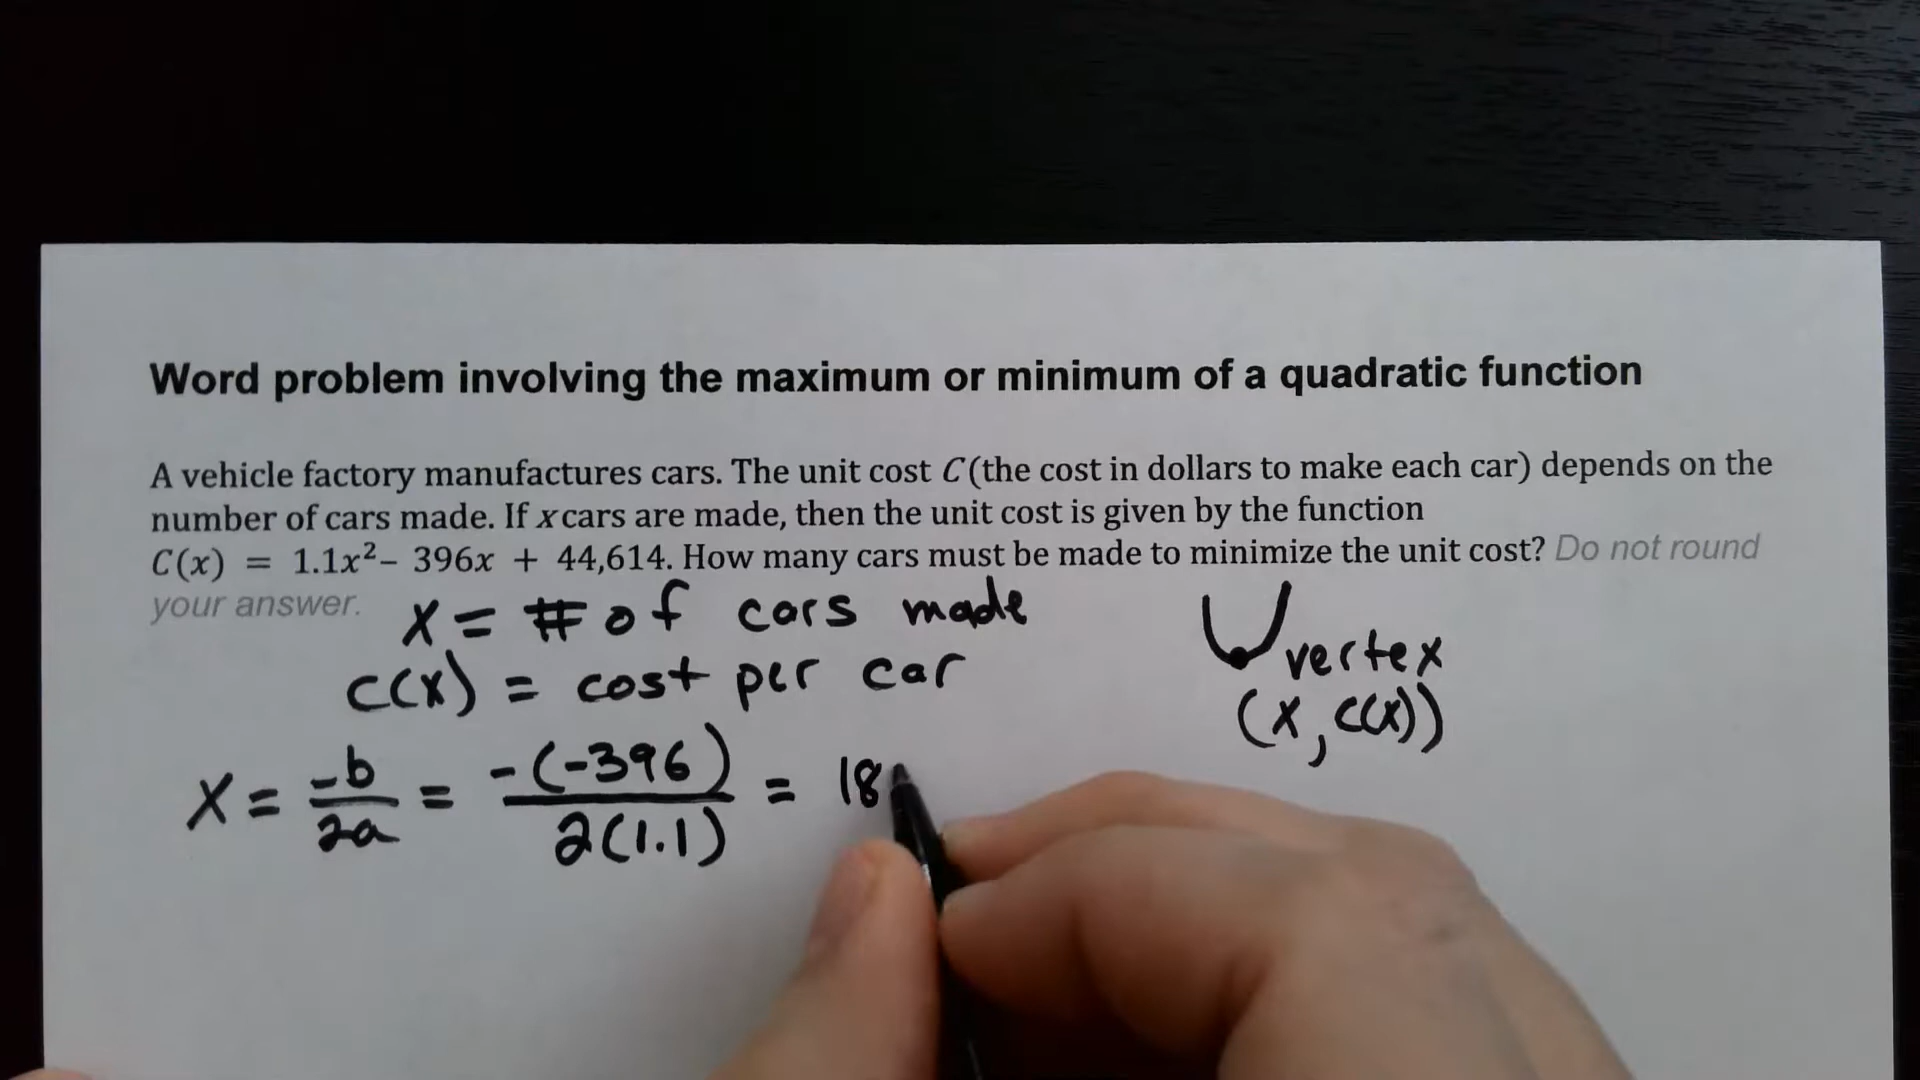 Word problem involving the maximum or minimum of a quadratic function
A vehicle factory manufactures cars. The unit cost C (the cost in dollars to make each car) depends on the
number of cars made. If x cars are made, then the unit cost is given by the function
C(x) = 1.1x²– 396x + 44,614. How many cars must be made to minimize the unit cost? Do not round
your answer.
x = # of cars made
C(x) = cost per car
vertex
(x, C(x))
x = -b/2a = -(-396)/2(1.1) = 18